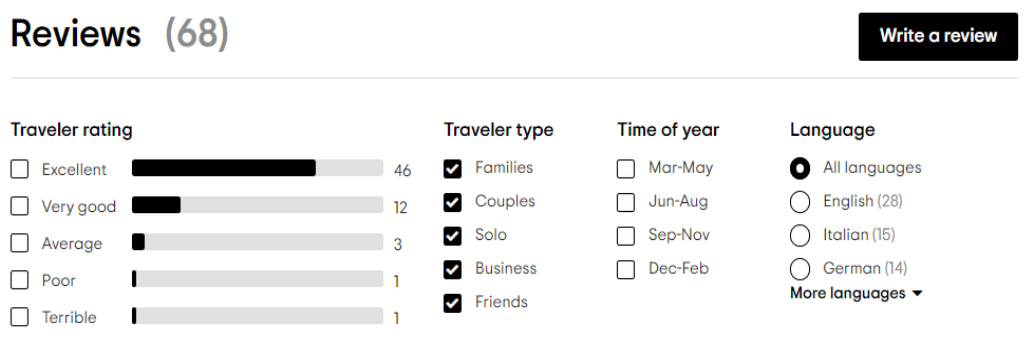 Reviews (68)
Write a review
Traveler rating
Excellent 46
Very good 12
Average 3
Poor 1
Terrible 1
Traveler type
Families
Couples
Solo
Business
Friends
Time of year
Mar-May
Jun-Aug
Sep-Nov
Dec-Feb
Language
All languages
English (28)
Italian (15)
German (14)
More languages